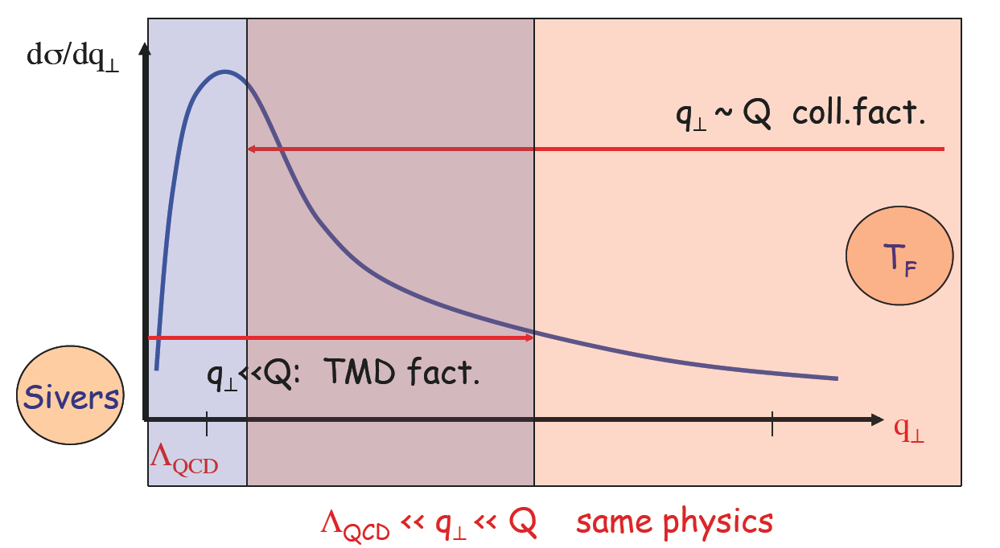 dσ/dq⊥
q⊥ ~ Q coll.fact.
T_F
q⊥<<Q: TMD fact.
Sivers
q⊥
Λ_QCD
Λ_QCD << q⊥ << Q same physics